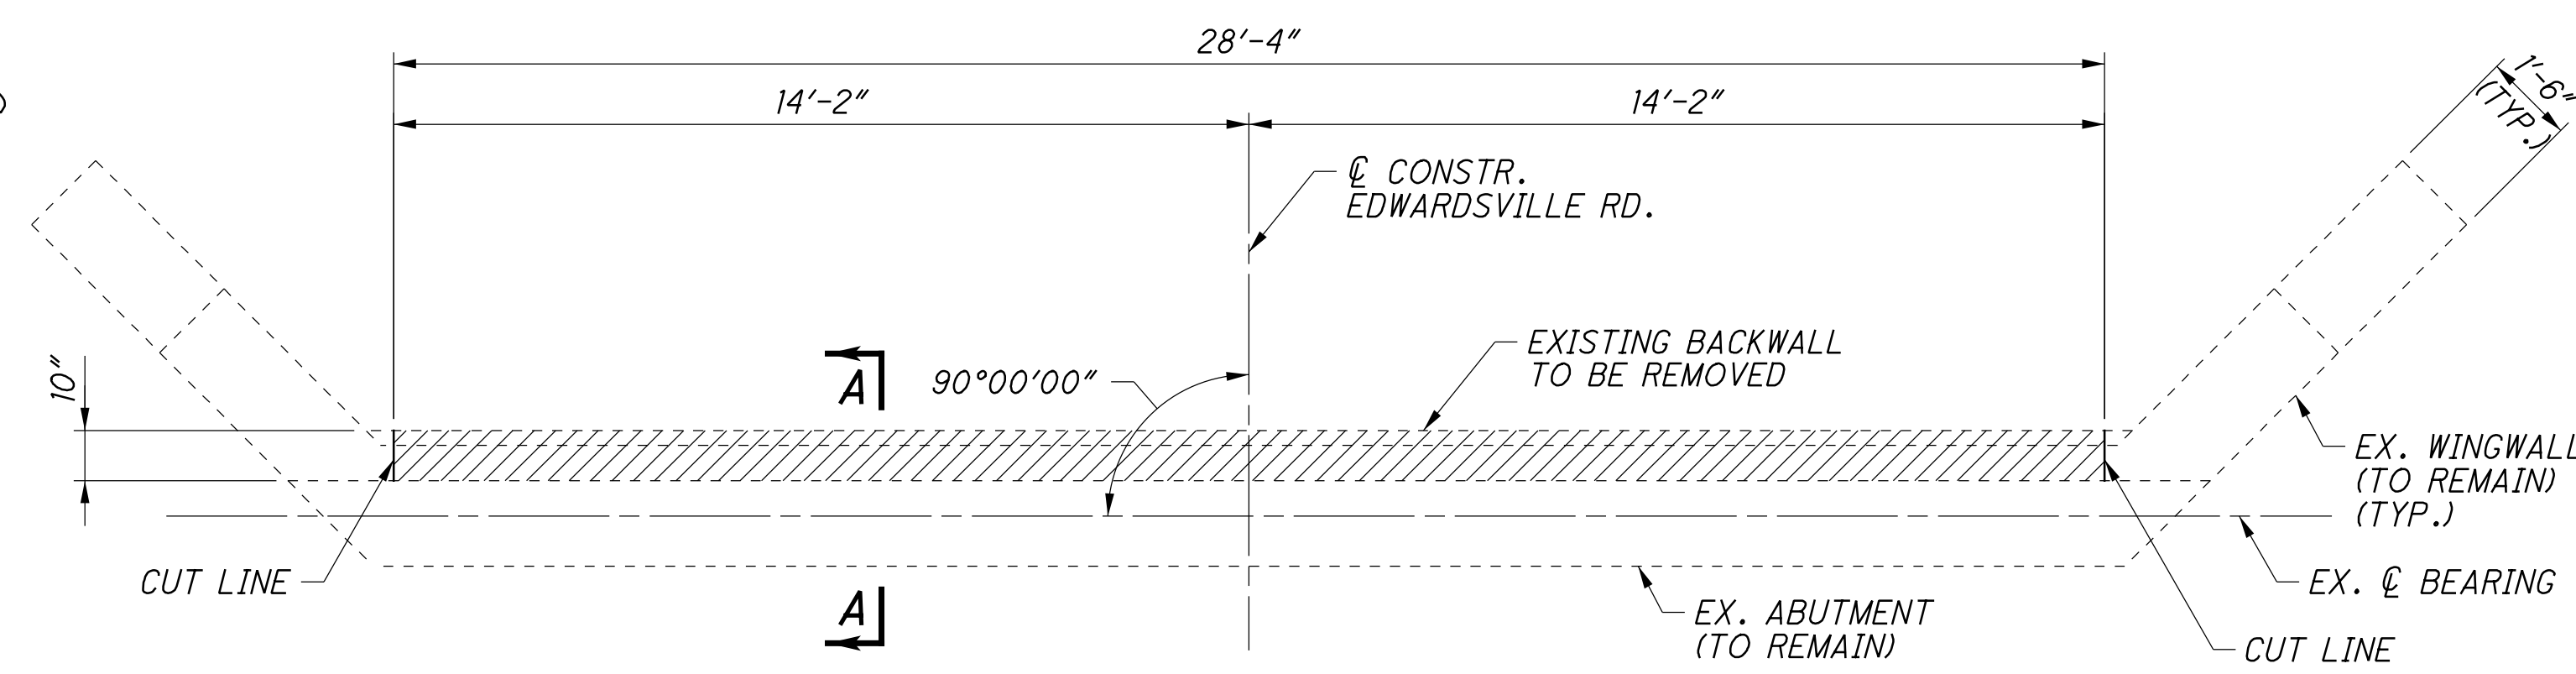 28'-4"
14'-2"
14'-2"
1'-6"
(TYP.)
℄ CONSTR.
EDWARDSVILLE RD.
10"
A
90°00'00"
EXISTING BACKWALL
TO BE REMOVED
EX. WINGWALL
(TO REMAIN)
(TYP.)
CUT LINE
A
EX. ABUTMENT
(TO REMAIN)
EX. ℄ BEARING
CUT LINE